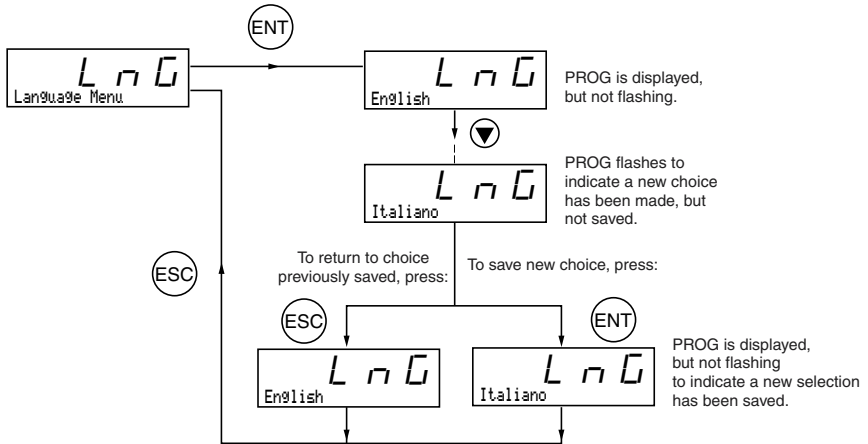 ENT
LnG
Language Menu
LnG
English
PROG is displayed,
but not flashing.
LnG
Italiano
PROG flashes to
indicate a new choice
has been made, but
not saved.
To return to choice
previously saved, press:
To save new choice, press:
ESC
ESC
ENT
LnG
English
LnG
Italiano
PROG is displayed,
but not flashing
to indicate a new selection
has been saved.